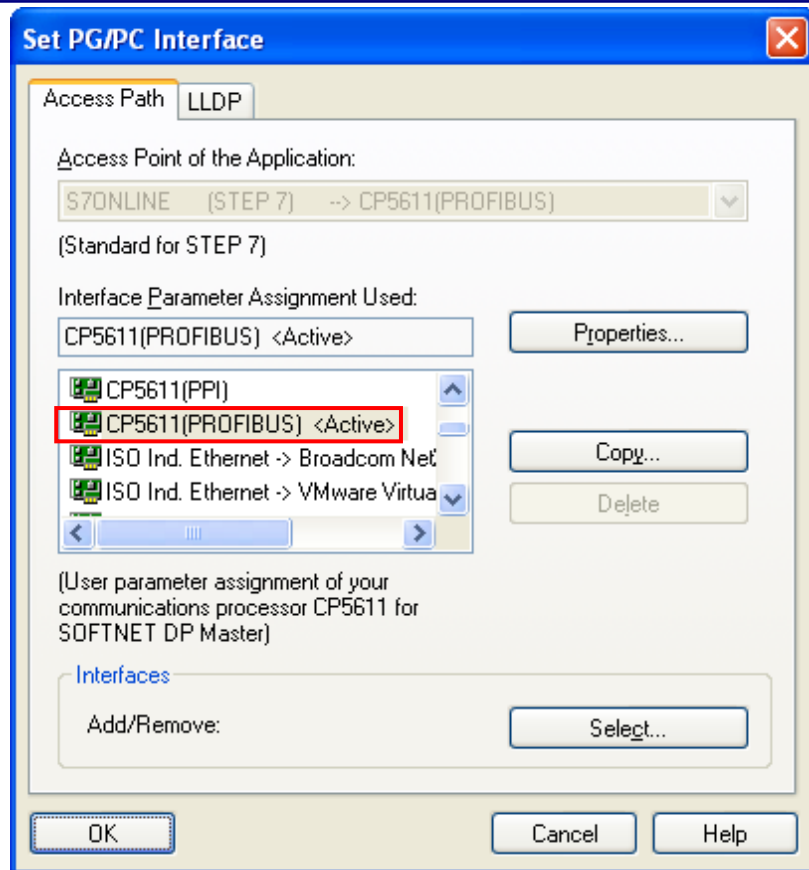 Set PG/PC Interface
Access Path LLDP
Access Point of the Application:
S7ONLINE (STEP 7) --> CP5611(PROFIBUS)
(Standard for STEP 7)
Interface Parameter Assignment Used:
CP5611(PROFIBUS) <Active>
Properties...
CP5611(PPI)
CP5611(PROFIBUS) <Active>
ISO Ind. Ethernet -> Broadcom Net
ISO Ind. Ethernet -> VMware Virtua
Copy...
Delete
(User parameter assignment of your
communications processor CP5611 for
SOFTNET DP Master)
Interfaces
Add/Remove:
Select...
OK Cancel Help